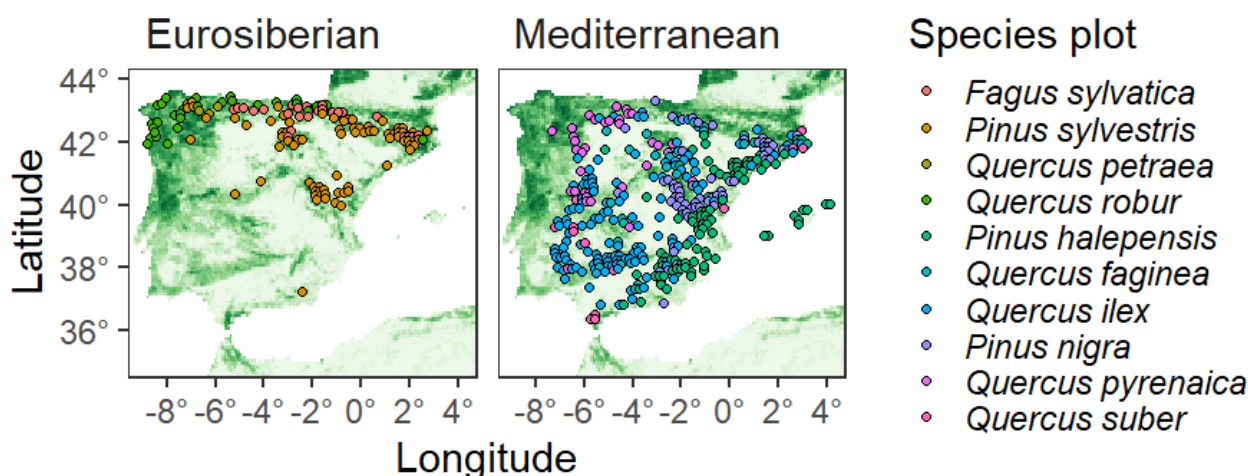 Eurosiberian
Mediterranean
Species plot
Latitude
44°
42°
40°
38°
36°
-8° -6° -4° -2° 0° 2° 4°
-8° -6° -4° -2° 0° 2° 4°
Longitude
Fagus sylvatica
Pinus sylvestris
Quercus petraea
Quercus robur
Pinus halepensis
Quercus faginea
Quercus ilex
Pinus nigra
Quercus pyrenaica
Quercus suber